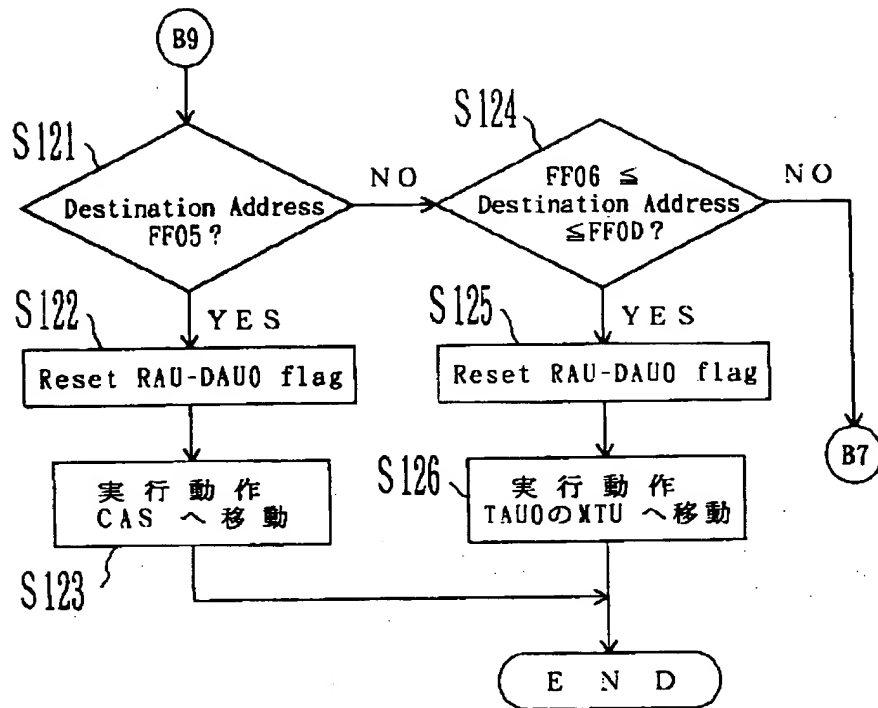 B9
S121
Destination Address
FF05?
NO
S124
FF06 ≦
Destination Address
≦FF0D?
NO
S122
YES
Reset RAU-DAU0 flag
S125
YES
Reset RAU-DAU0 flag
B7
実行動作
CAS へ移動
S123
S126
実行動作
TAU0のMTU へ移動
END